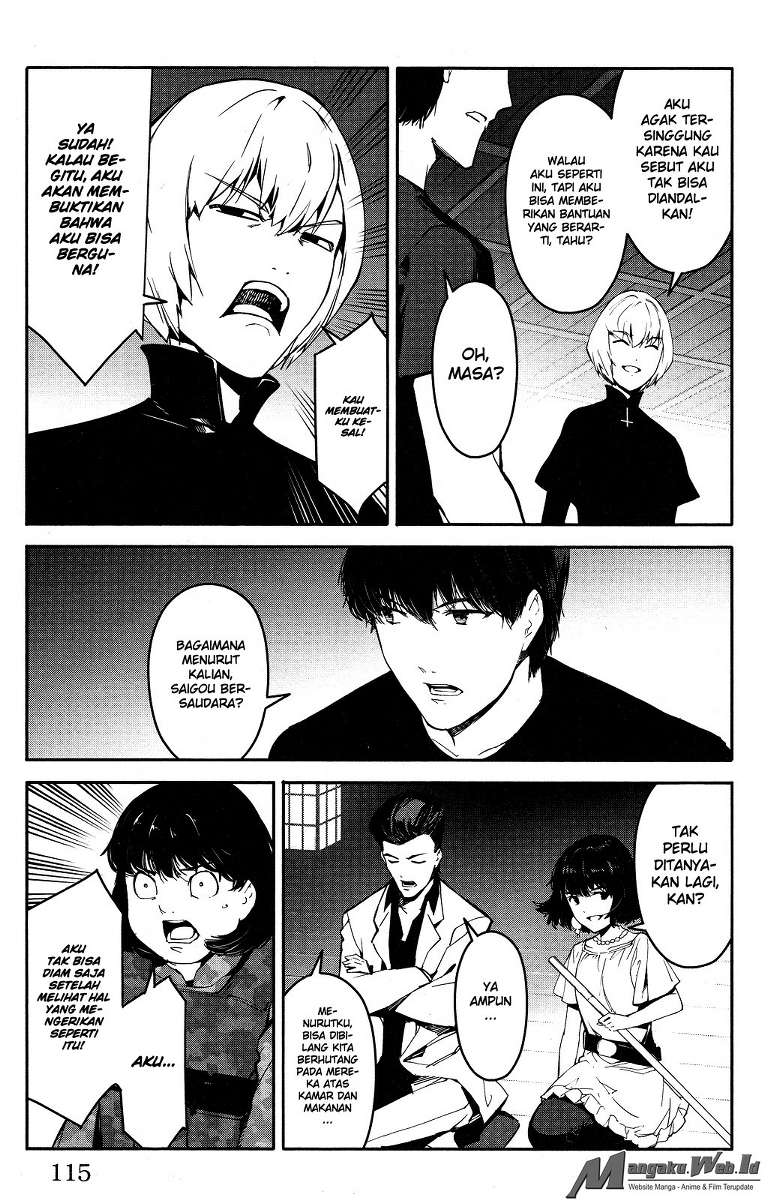 AKU
AGAK TER-
SINGGUNG
KARENA KAU
SEBUT AKU
TAK BISA
DIANDAL-
KAN!
WALAU
AKU SEPERTI
INI, TAPI AKU
BISA MEMBE-
RIKAN BANTUAN
YANG BERAR-
TI, TAHU?
OH,
MASA?
KAU
MEMBUAT-
KU KE-
SAL!
YA
SUDAH!
KALAU BE-
GITU, AKU
AKAN MEM-
BUKTIKAN
BAHWA
AKU BISA
BERGU-
NA!
BAGAIMANA
MENURUT
KALIAN,
SAIGOU BER-
SAUDARA?
TAK
PERLU
DITANYA-
KAN LAGI,
KAN?
YA
AMPUN
...
ME-
NURUTKU,
BISA DIBI-
LANG KITA
BERHUTANG
PADA MERE-
KA ATAS
KAMAR DAN
MAKANAN
...
AKU...
AKU
TAK BISA
DIAM SAJA
SETELAH
MELIHAT HAL
YANG ME-
NGERIKAN
SEPERTI
ITU!
115
Mangaku.Web.Id
Website Manga - Anime & Film Terupdate